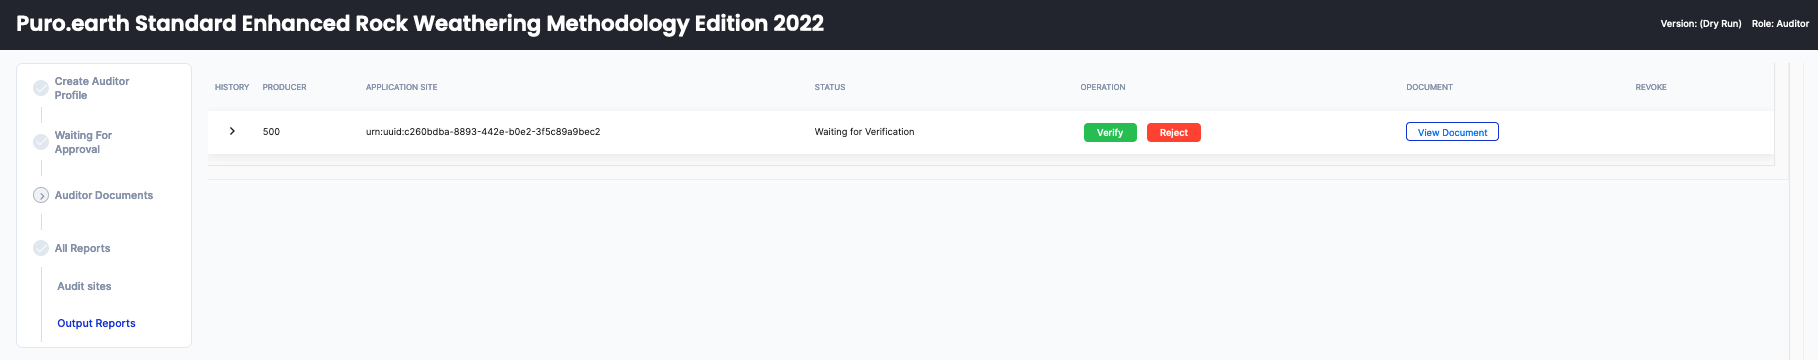 Puro.earth Standard Enhanced Rock Weathering Methodology Edition 2022
Version: (Dry Run) Role: Auditor
Create Auditor
Profile
Waiting For
Approval
Auditor Documents
All Reports
Audit sites
Output Reports
HISTORY PRODUCER APPLICATION SITE STATUS OPERATION DOCUMENT REVOKE
500 urn:uuid:c260bdba-8893-442e-b0e2-3f5c89a9bec2 Waiting for Verification Verify Reject View Document